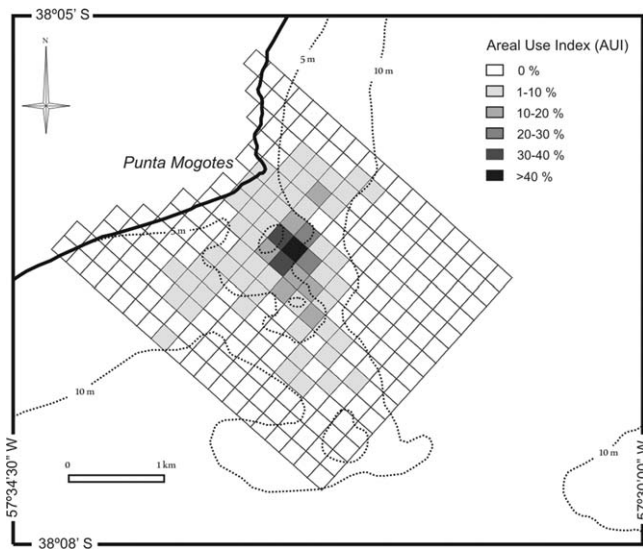 38º05' S
N
5 m
10 m
Areal Use Index (AUI)
0 %
1-10 %
10-20 %
20-30 %
30-40 %
>40 %
Punta Mogotes
5 m
10 m
10 m
0
1 km
57º34'30" W
57º30'00" W
38º08' S